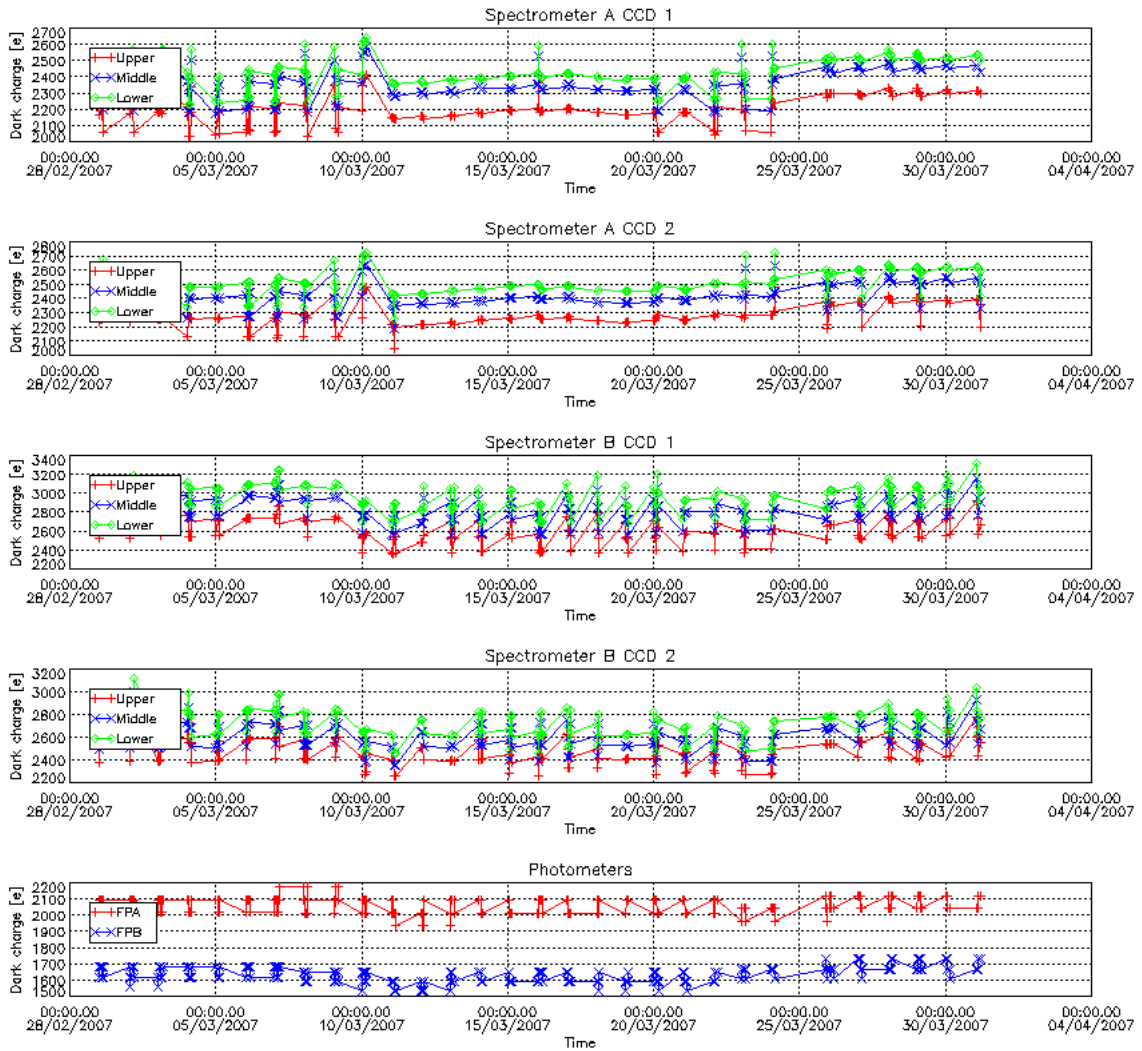 Spectrometer A CCD 1
Dark charge [e]
2700
2600
2500
2400
2300
2200
2100
2000
Upper
Middle
Lower
00:00.00 00:00.00 00:00.00 00:00.00 00:00.00 00:00.00 00:00.00 00:00.00
28/02/2007 05/03/2007 10/03/2007 15/03/2007 20/03/2007 25/03/2007 30/03/2007 04/04/2007
Time
Spectrometer A CCD 2
Dark charge [e]
2800
2700
2600
2500
2400
2300
2200
2100
2000
Upper
Middle
Lower
00:00.00 00:00.00 00:00.00 00:00.00 00:00.00 00:00.00 00:00.00 00:00.00
28/02/2007 05/03/2007 10/03/2007 15/03/2007 20/03/2007 25/03/2007 30/03/2007 04/04/2007
Time
Spectrometer B CCD 1
Dark charge [e]
3400
3200
3000
2800
2600
2400
2200
Upper
Middle
Lower
00:00.00 00:00.00 00:00.00 00:00.00 00:00.00 00:00.00 00:00.00 00:00.00
28/02/2007 05/03/2007 10/03/2007 15/03/2007 20/03/2007 25/03/2007 30/03/2007 04/04/2007
Time
Spectrometer B CCD 2
Dark charge [e]
3200
3000
2800
2600
2400
2200
Upper
Middle
Lower
00:00.00 00:00.00 00:00.00 00:00.00 00:00.00 00:00.00 00:00.00 00:00.00
28/02/2007 05/03/2007 10/03/2007 15/03/2007 20/03/2007 25/03/2007 30/03/2007 04/04/2007
Time
Photometers
Dark charge [e]
2200
2100
2000
1900
1800
1700
1600
1500
FPA
FPB
00:00.00 00:00.00 00:00.00 00:00.00 00:00.00 00:00.00 00:00.00 00:00.00
28/02/2007 05/03/2007 10/03/2007 15/03/2007 20/03/2007 25/03/2007 30/03/2007 04/04/2007
Time